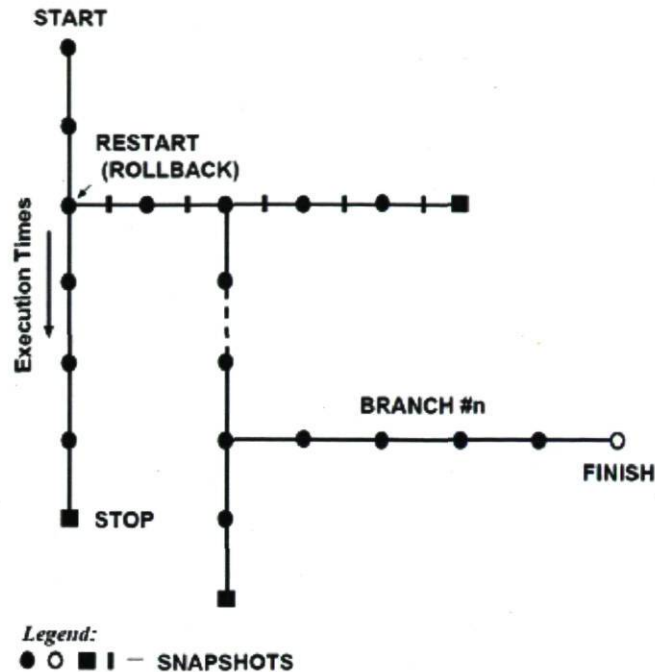 START
RESTART
(ROLLBACK)
Execution Times
BRANCH #n
FINISH
STOP
Legend:
— SNAPSHOTS